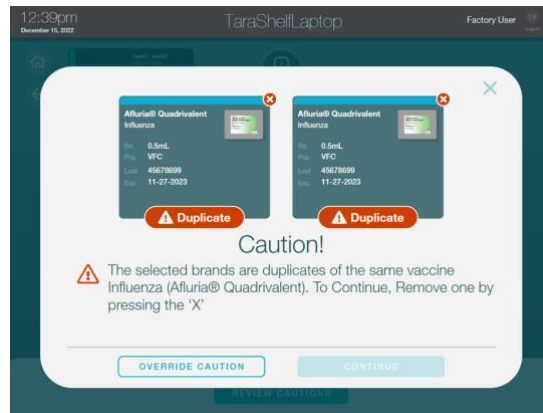 12:39pm
TaraShelfLaptop
Factory User
December 15, 2022
Afluria® Quadrivalent
Influenza
0.5mL
VFC
45678699
Exp. 11-27-2023
Duplicate
Afluria® Quadrivalent
Influenza
0.5mL
VFC
45678699
Exp. 11-27-2023
Duplicate
Caution!
The selected brands are duplicates of the same vaccine
Influenza (Afluria® Quadrivalent). To Continue, Remove one by
pressing the ‘X’
OVERRIDE CAUTION
CONTINUE
REVIEW CAUTIONS